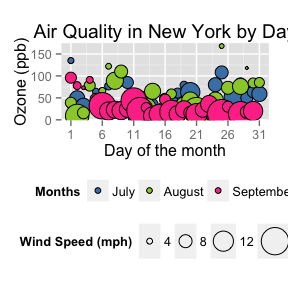 Air Quality in New York by Day
Ozone (ppb)
150
100
50
0
1 6 11 16 21 26 31
Day of the month
Months July August Septembe
Wind Speed (mph) 4 8 12